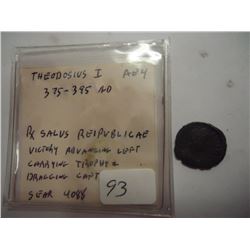 THEODOSIUS I AE4
375-395 AD
RX SALUS REIPUBLICAE
VICTORY ADVANCING LEFT
CARRYING TROPHY &
DRAGGING CAPT
SEAR 4088
93